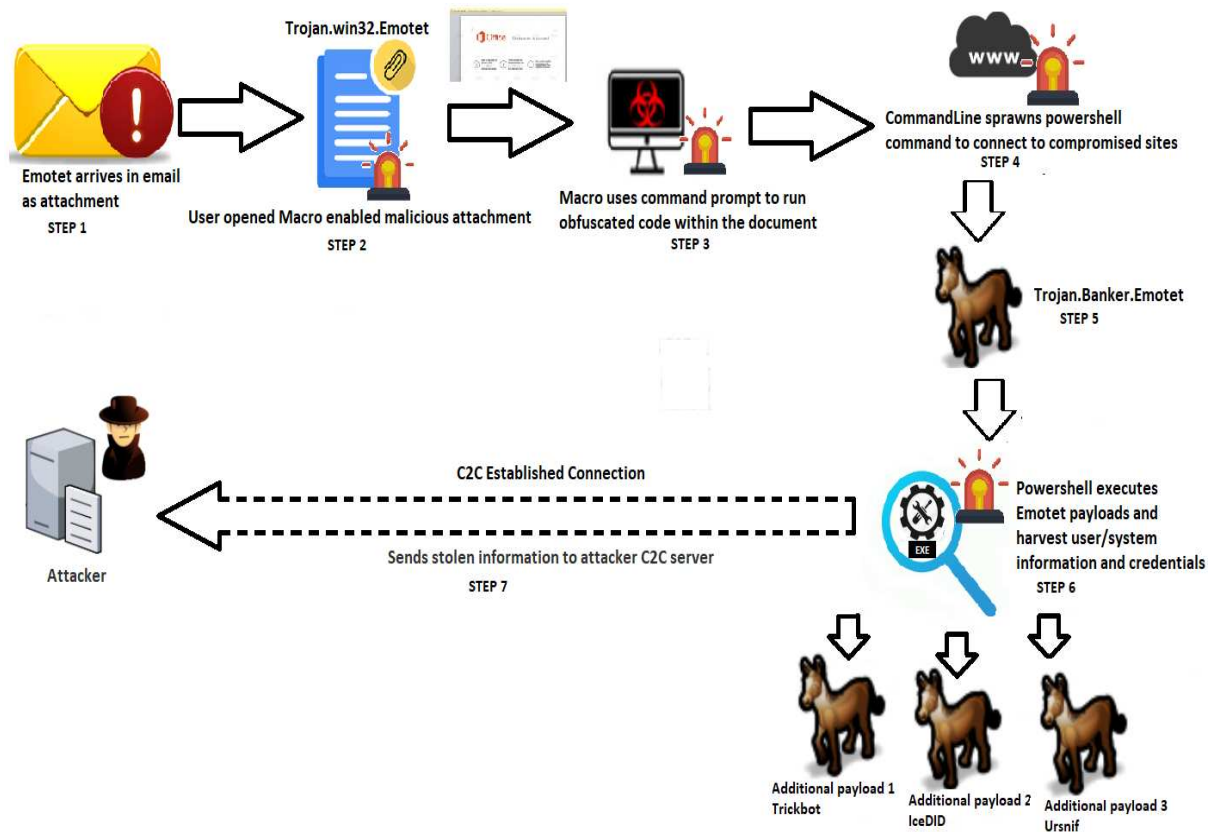 Trojan.win32.Emotet
Office
www
Emotet arrives in email
as attachment
STEP 1
User opened Macro enabled malicious attachment
STEP 2
Macro uses command prompt to run
obfuscated code within the document
STEP 3
CommandLine sprawns powershell
command to connect to compromised sites
STEP 4
Trojan.Banker.Emotet
STEP 5
Powershell executes
Emotet payloads and
harvest user/system
information and credentials
STEP 6
EXE
C2C Established Connection
Sends stolen information to attacker C2C server
STEP 7
Attacker
Additional payload 1
Trickbot
Additional payload 2
IceDID
Additional payload 3
Ursnif